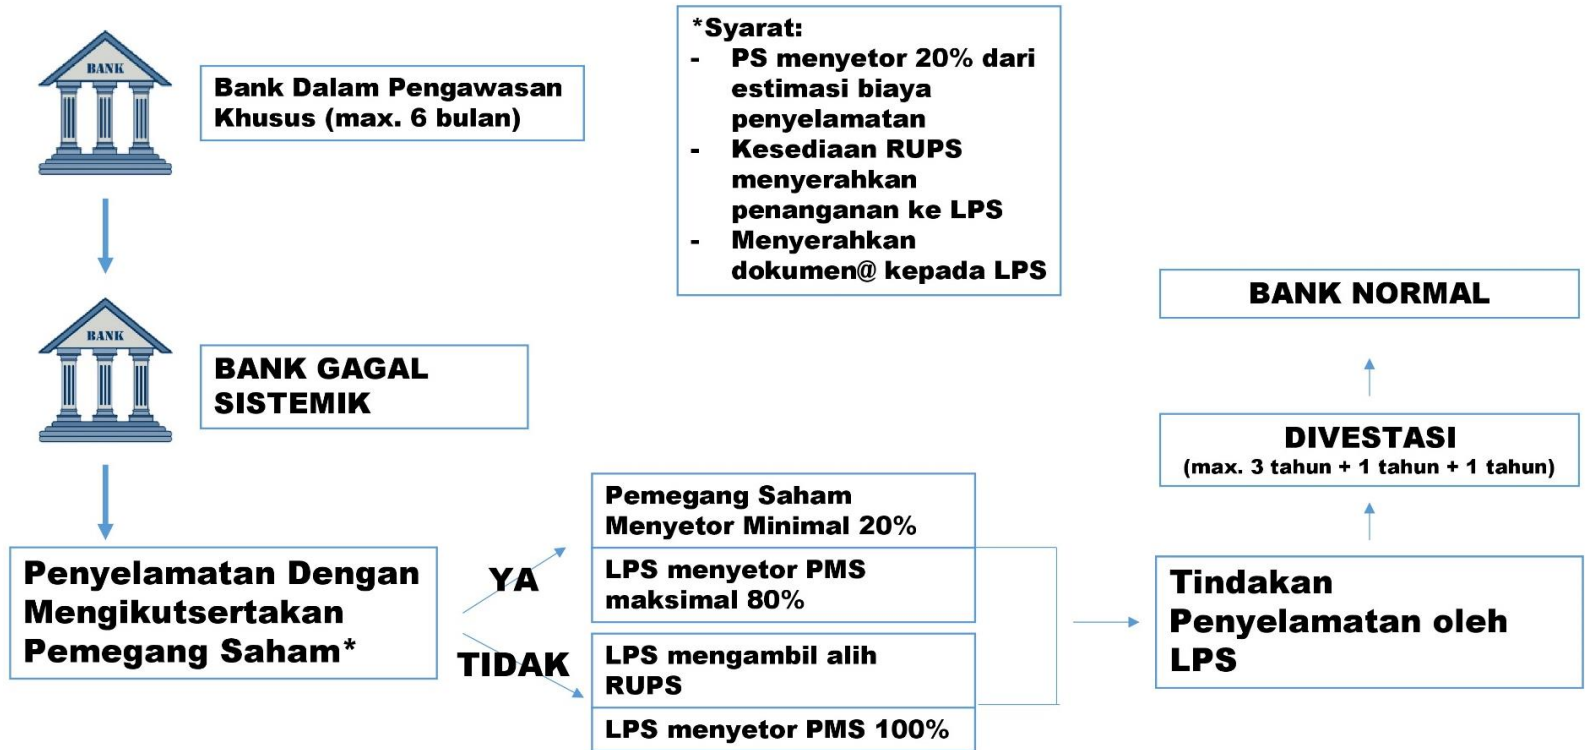 BANK
Bank Dalam Pengawasan
Khusus (max. 6 bulan)
*Syarat:
- PS menyetor 20% dari
estimasi biaya
penyelamatan
- Kesediaan RUPS
menyerahkan
penanganan ke LPS
- Menyerahkan
dokumen@ kepada LPS
BANK
BANK GAGAL
SISTEMIK
Penyelamatan Dengan
Mengikutsertakan
Pemegang Saham*
YA
TIDAK
Pemegang Saham
Menyetor Minimal 20%
LPS menyetor PMS
maksimal 80%
LPS mengambil alih
RUPS
LPS menyetor PMS 100%
Tindakan
Penyelamatan oleh
LPS
DIVESTASI
(max. 3 tahun + 1 tahun + 1 tahun)
BANK NORMAL